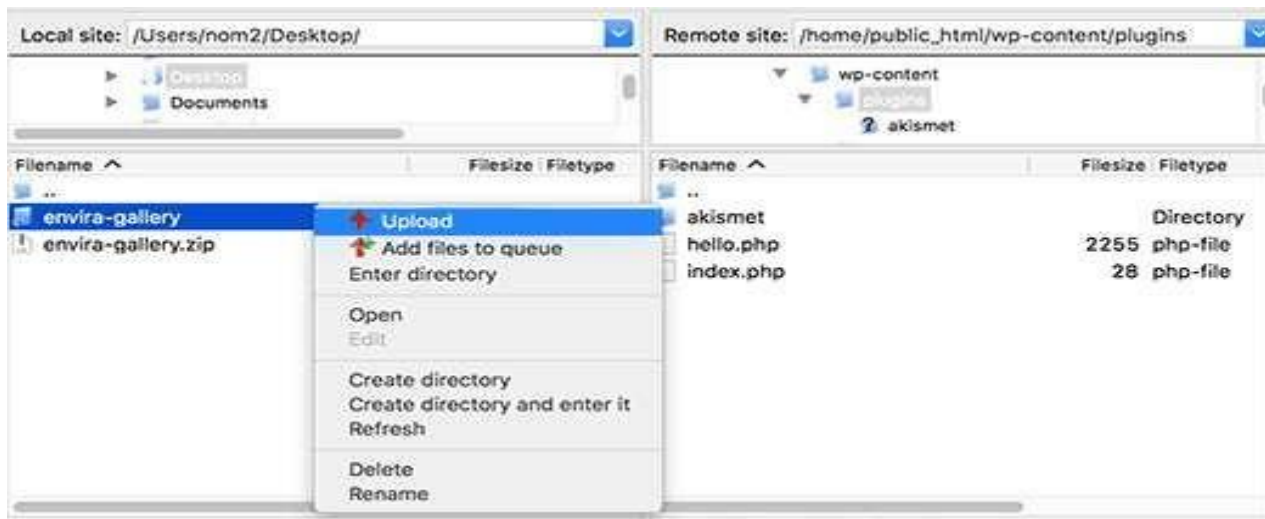 Local site: /Users/nom2/Desktop/
Desktop
Documents
Filename Filesize Filetype
..
envira-gallery
envira-gallery.zip
Upload
Add files to queue
Enter directory
Open
Edit
Create directory
Create directory and enter it
Refresh
Delete
Rename
Remote site: /home/public_html/wp-content/plugins
wp-content
plugins
akismet
Filename Filesize Filetype
..
akismet Directory
hello.php 2255 php-file
index.php 28 php-file